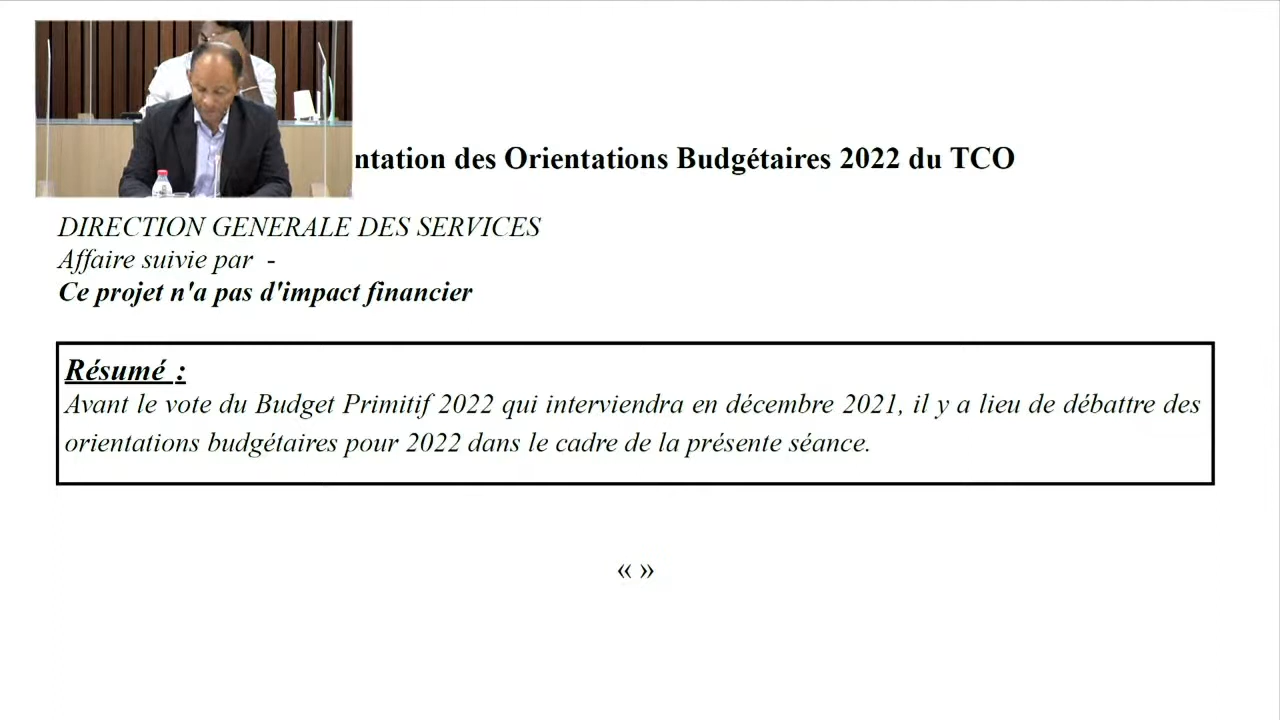 ntation des Orientations Budgétaires 2022 du TCO
DIRECTION GENERALE DES SERVICES
Affaire suivie par -
Ce projet n'a pas d'impact financier
Résumé :
Avant le vote du Budget Primitif 2022 qui interviendra en décembre 2021, il y a lieu de débattre des
orientations budgétaires pour 2022 dans le cadre de la présente séance.
« »